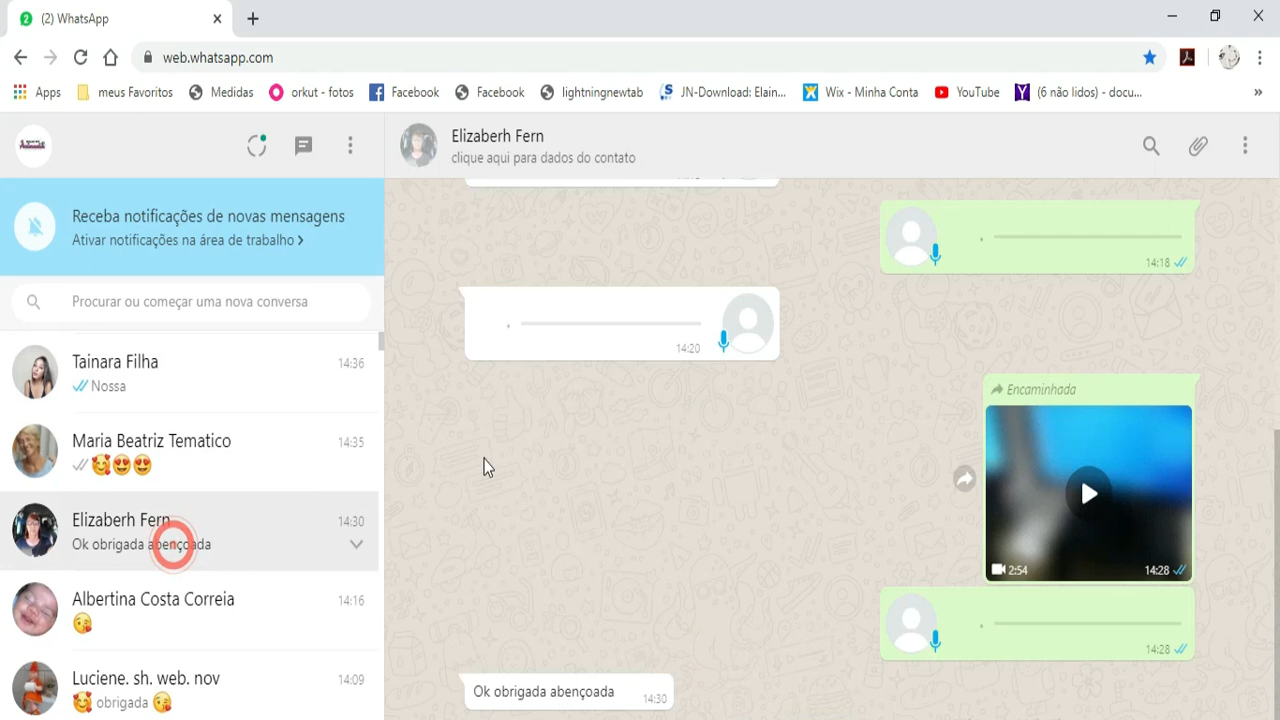 2 (2) WhatsApp
web.whatsapp.com
Apps meus Favoritos Medidas orkut - fotos Facebook Facebook lightningnewtab JN-Download: Elain... Wix - Minha Conta YouTube (6 não lidos) - docu... »
Elizaberh Fern
clique aqui para dados do contato
Receba notificações de novas mensagens
Ativar notificações na área de trabalho >
Procurar ou começar uma nova conversa
Tainara Filha 14:36
Nossa
Maria Beatriz Tematico 14:35
🥰😍😍
Elizaberh Fern 14:30
Ok obrigada abençoada
Albertina Costa Correia 14:16
😘
Luciene. sh. web. nov 14:09
🥰 obrigada 😘
14:18
14:20
Encaminhada
2:54 14:28
14:28
Ok obrigada abençoada 14:30